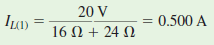 I_L(1) = 20 V / (16 Ω + 24 Ω) = 0.500 A